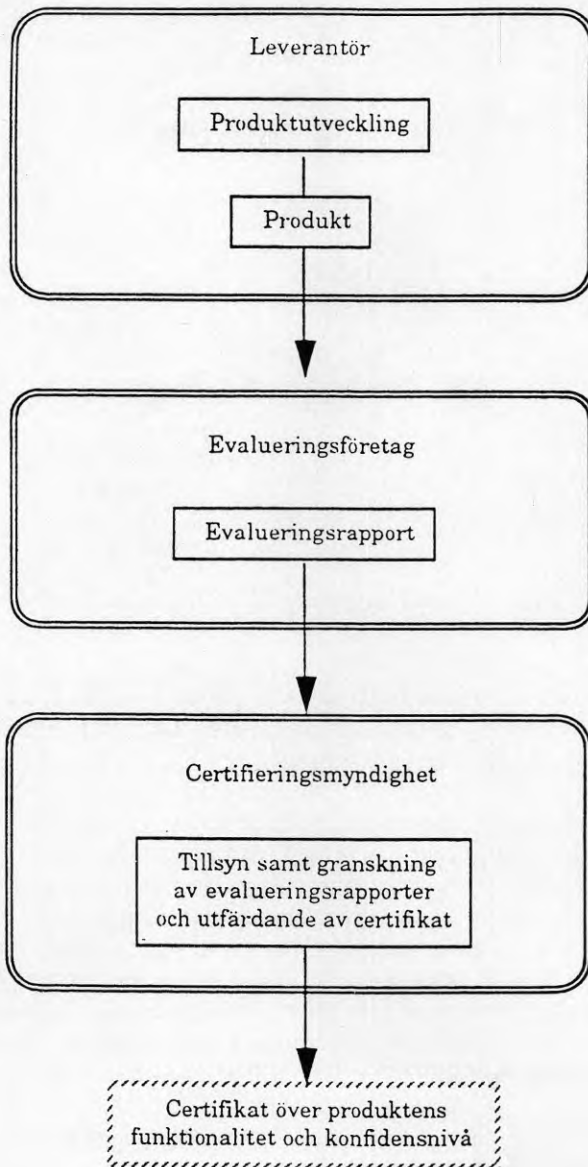 Leverantör
Produktutveckling
Produkt
Evalueringsföretag
Evalueringsrapport
Certifieringsmyndighet
Tillsyn samt granskning
av evalueringsrapporter
och utfärdande av certifikat
Certifikat över produktens
funktionalitet och konfidensnivå